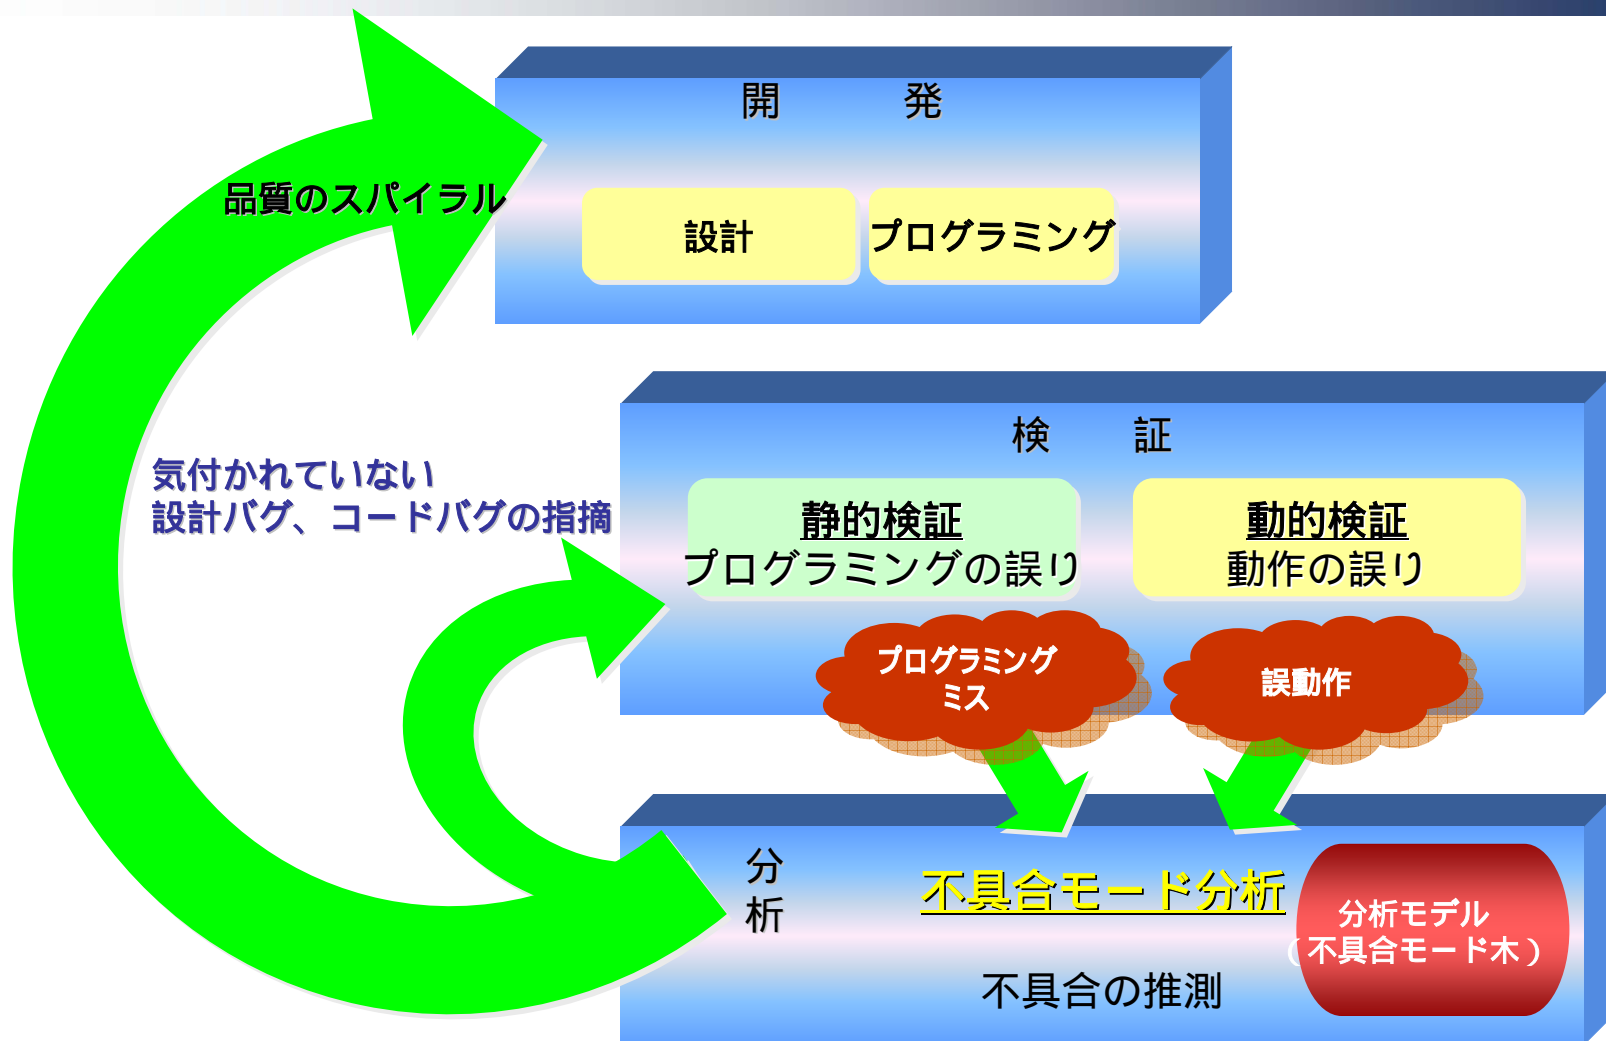 開　発
品質のスパイラル
設計
プログラミング
検　証
気付かれていない
設計バグ、コードバグの指摘
静的検証
プログラミングの誤り
動的検証
動作の誤り
プログラミング
ミス
誤動作
分
析
不具合モード分析
分析モデル
（不具合モード木）
不具合の推測